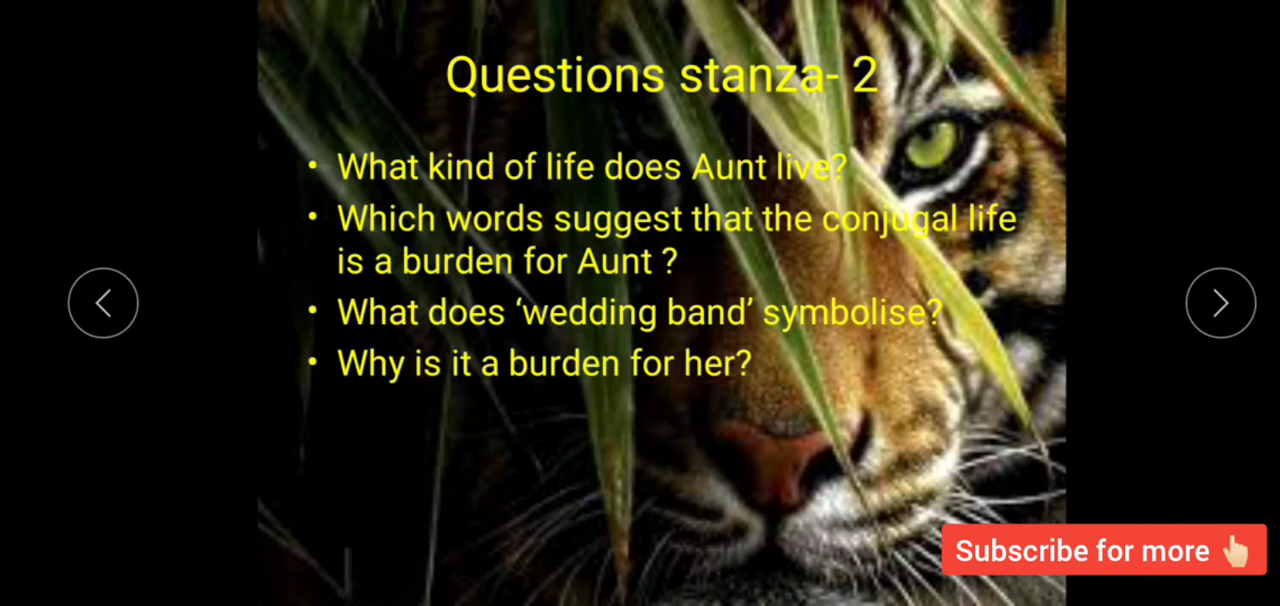 Questions stanza- 2
• What kind of life does Aunt live?
• Which words suggest that the conjugal life
is a burden for Aunt ?
• What does ‘wedding band’ symbolise?
• Why is it a burden for her?
Subscribe for more 👆🏻